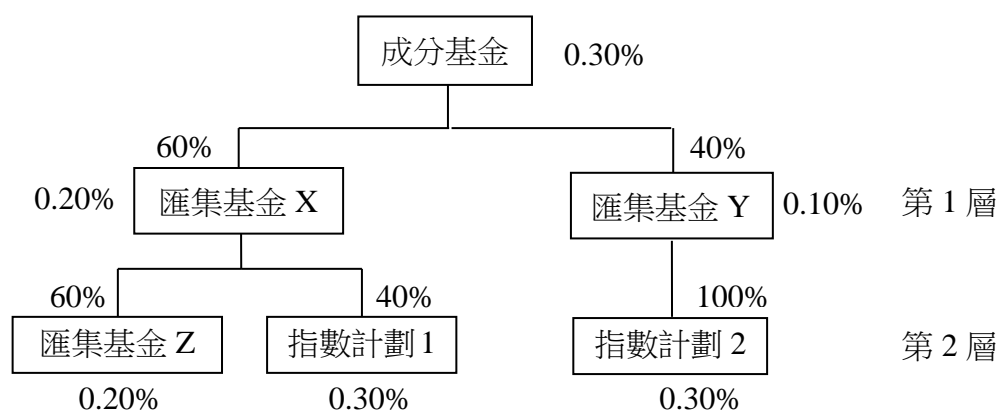 成分基金 0.30%
60% 40%
0.20% 匯集基金 X 匯集基金 Y 0.10% 第 1 層
60% 40% 100%
匯集基金 Z 指數計劃 1 指數計劃 2 第 2 層
0.20% 0.30% 0.30%